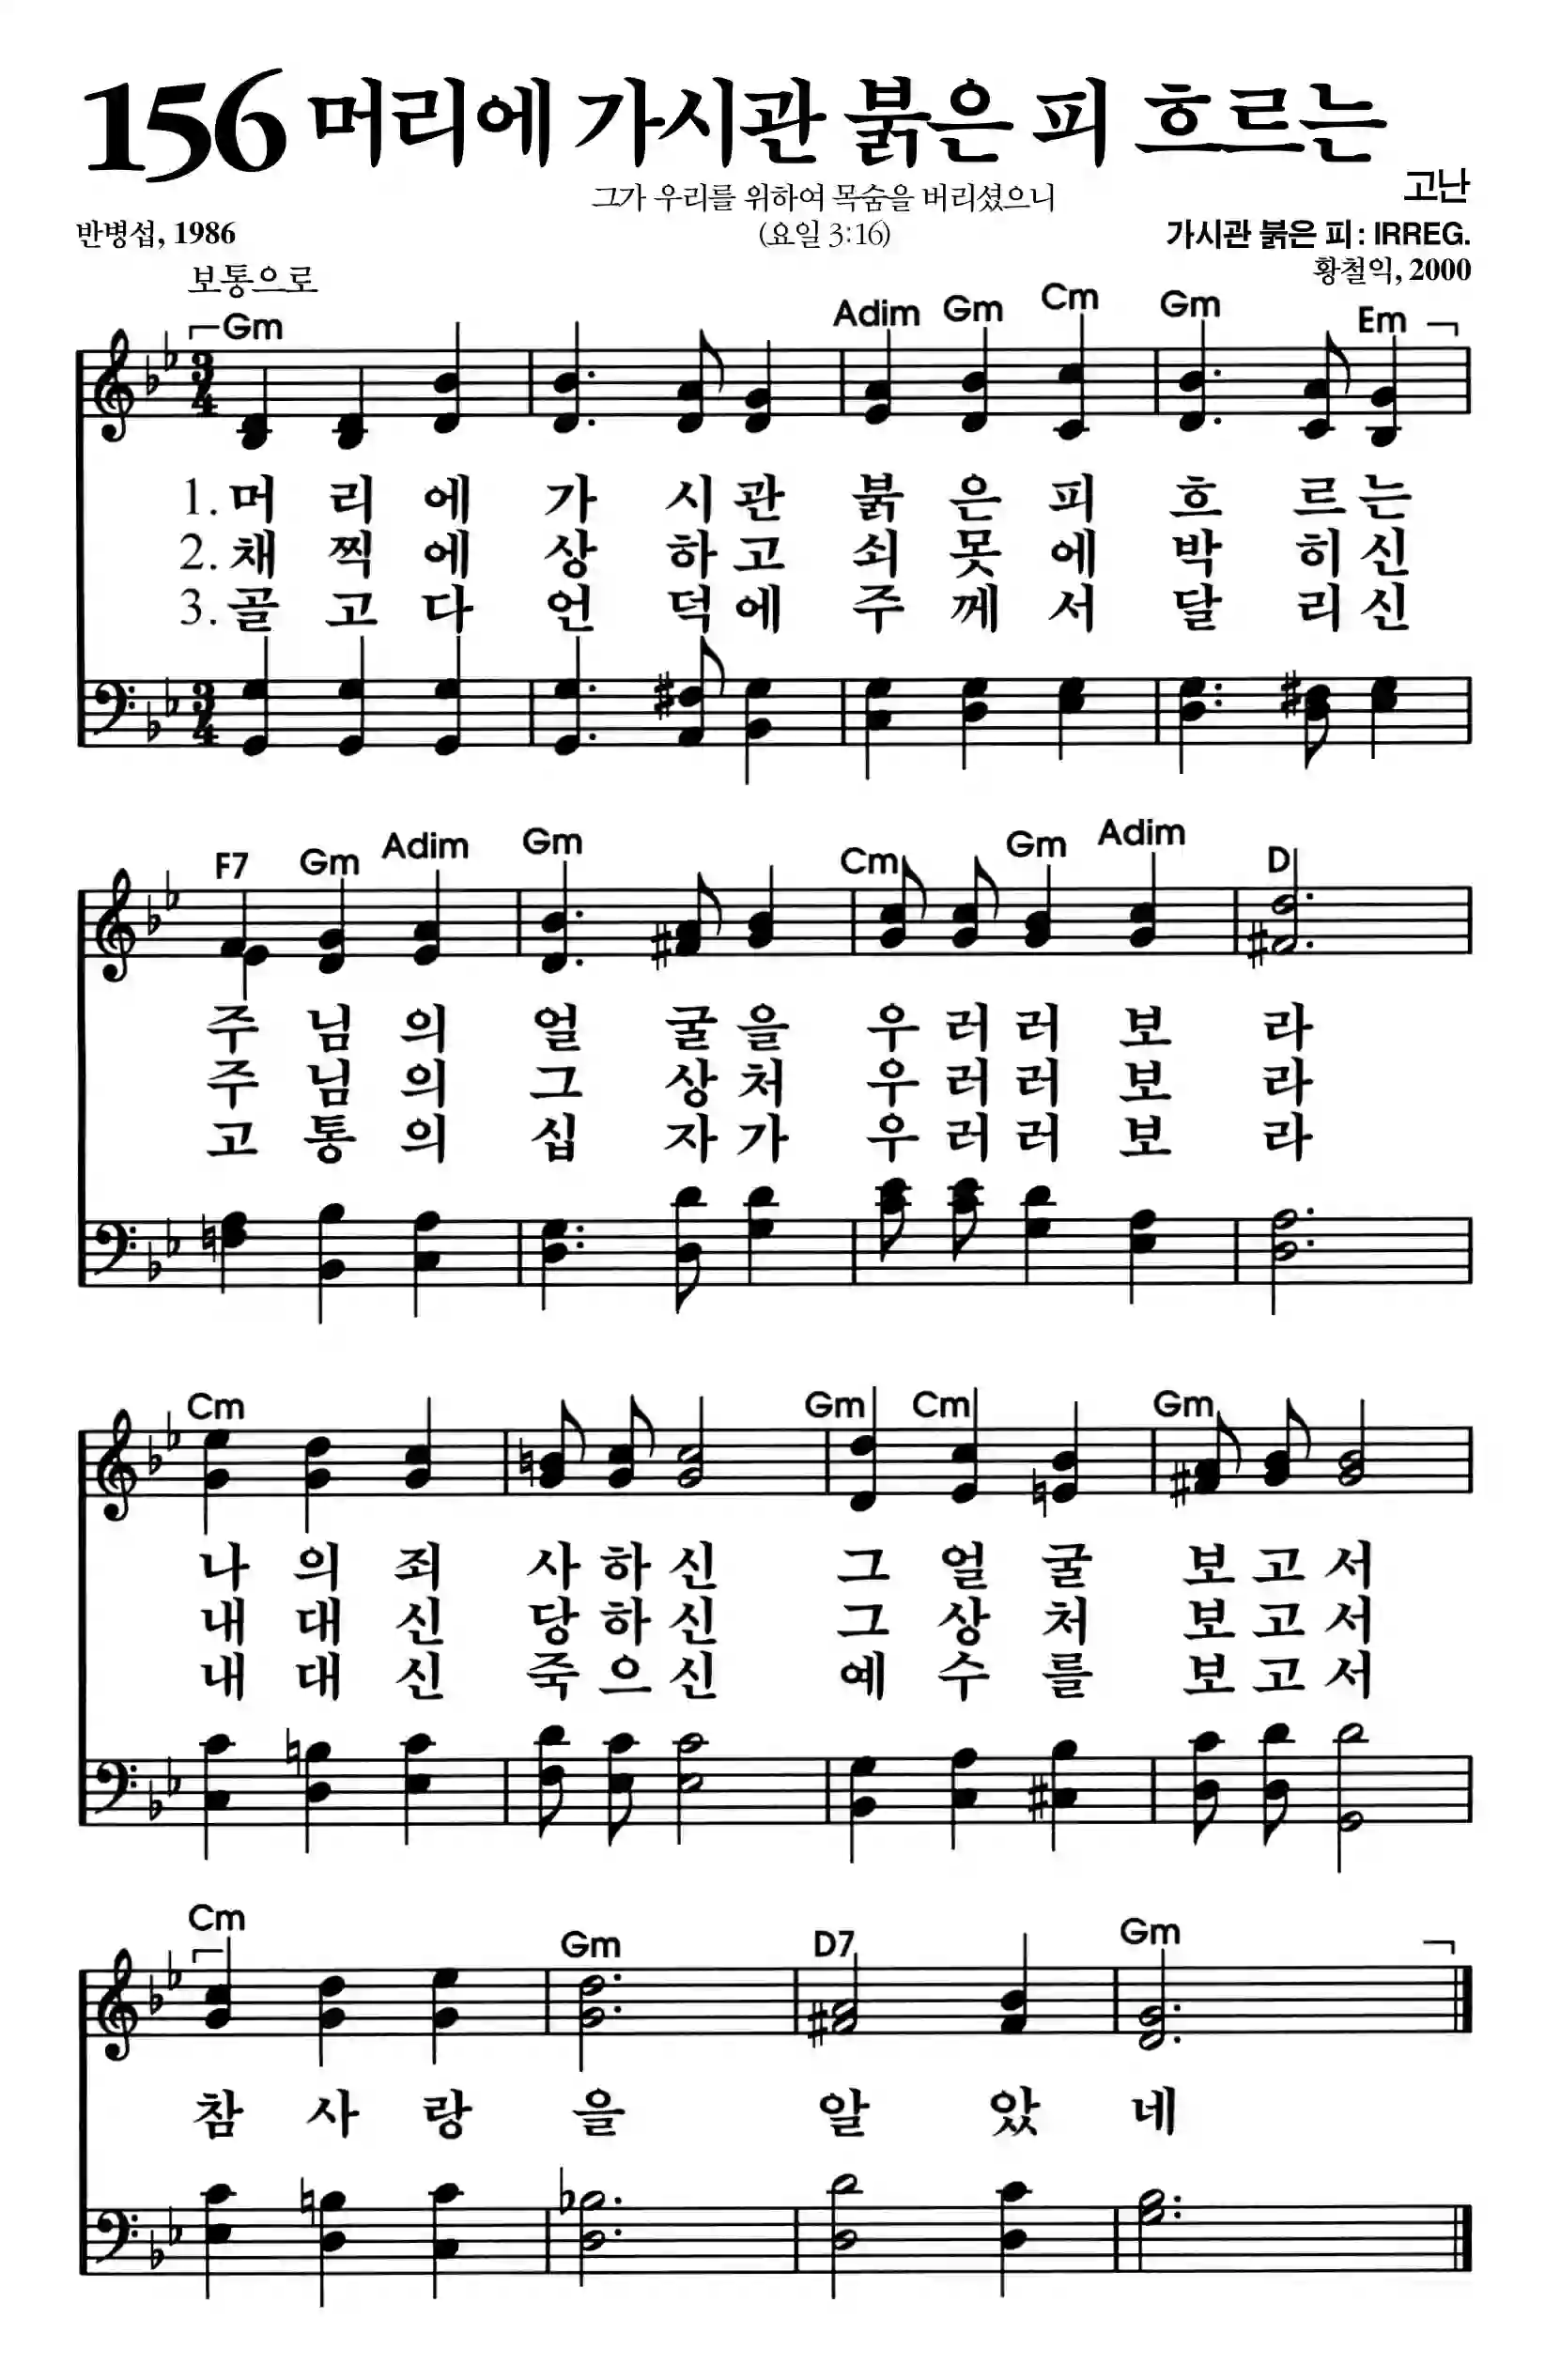 156 머리에 가시관 붉은 피 흐르는
고난
그가 우리를 위하여 목숨을 버리셨으니
반병섭, 1986
(요일 3:16)
가시관 붉은 피: IRREG.
황철익, 2000
보통으로
Gm Adim Gm Cm Gm Em
3/4
1. 머 리 에 가 시 관 붉 은 피 흐 르 는
2. 채 찍 에 상 하 고 쇠 못 에 박 히 신
3. 골 고 다 언 덕 에 주 께 서 달 리 신
3/4
F7 Gm Adim Gm Cm Gm Adim D
주 님 의 얼 굴 을 우 러 러 보 라
주 님 의 그 상 처 우 러 러 보 라
고 통 의 십 자 가 우 러 러 보 라
Cm Gm Cm Gm
나 의 죄 사 하 신 그 얼 굴 보 고 서
내 대 신 당 하 신 그 상 처 보 고 서
내 대 신 죽 으 신 예 수 를 보 고 서
Cm Gm D7 Gm
참 사 랑 을 알 았 네